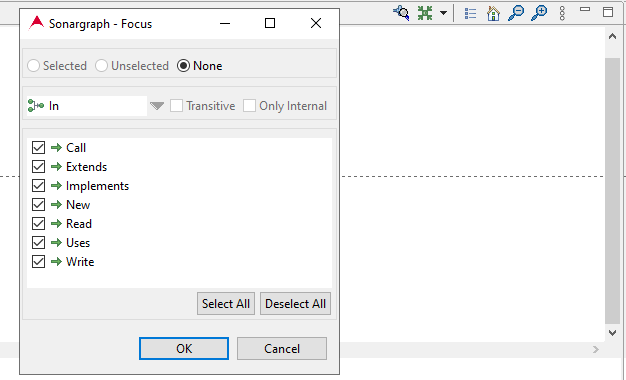 Sonargraph - Focus
Selected Unselected None
In Transitive Only Internal
Call
Extends
Implements
New
Read
Uses
Write
Select All Deselect All
OK Cancel